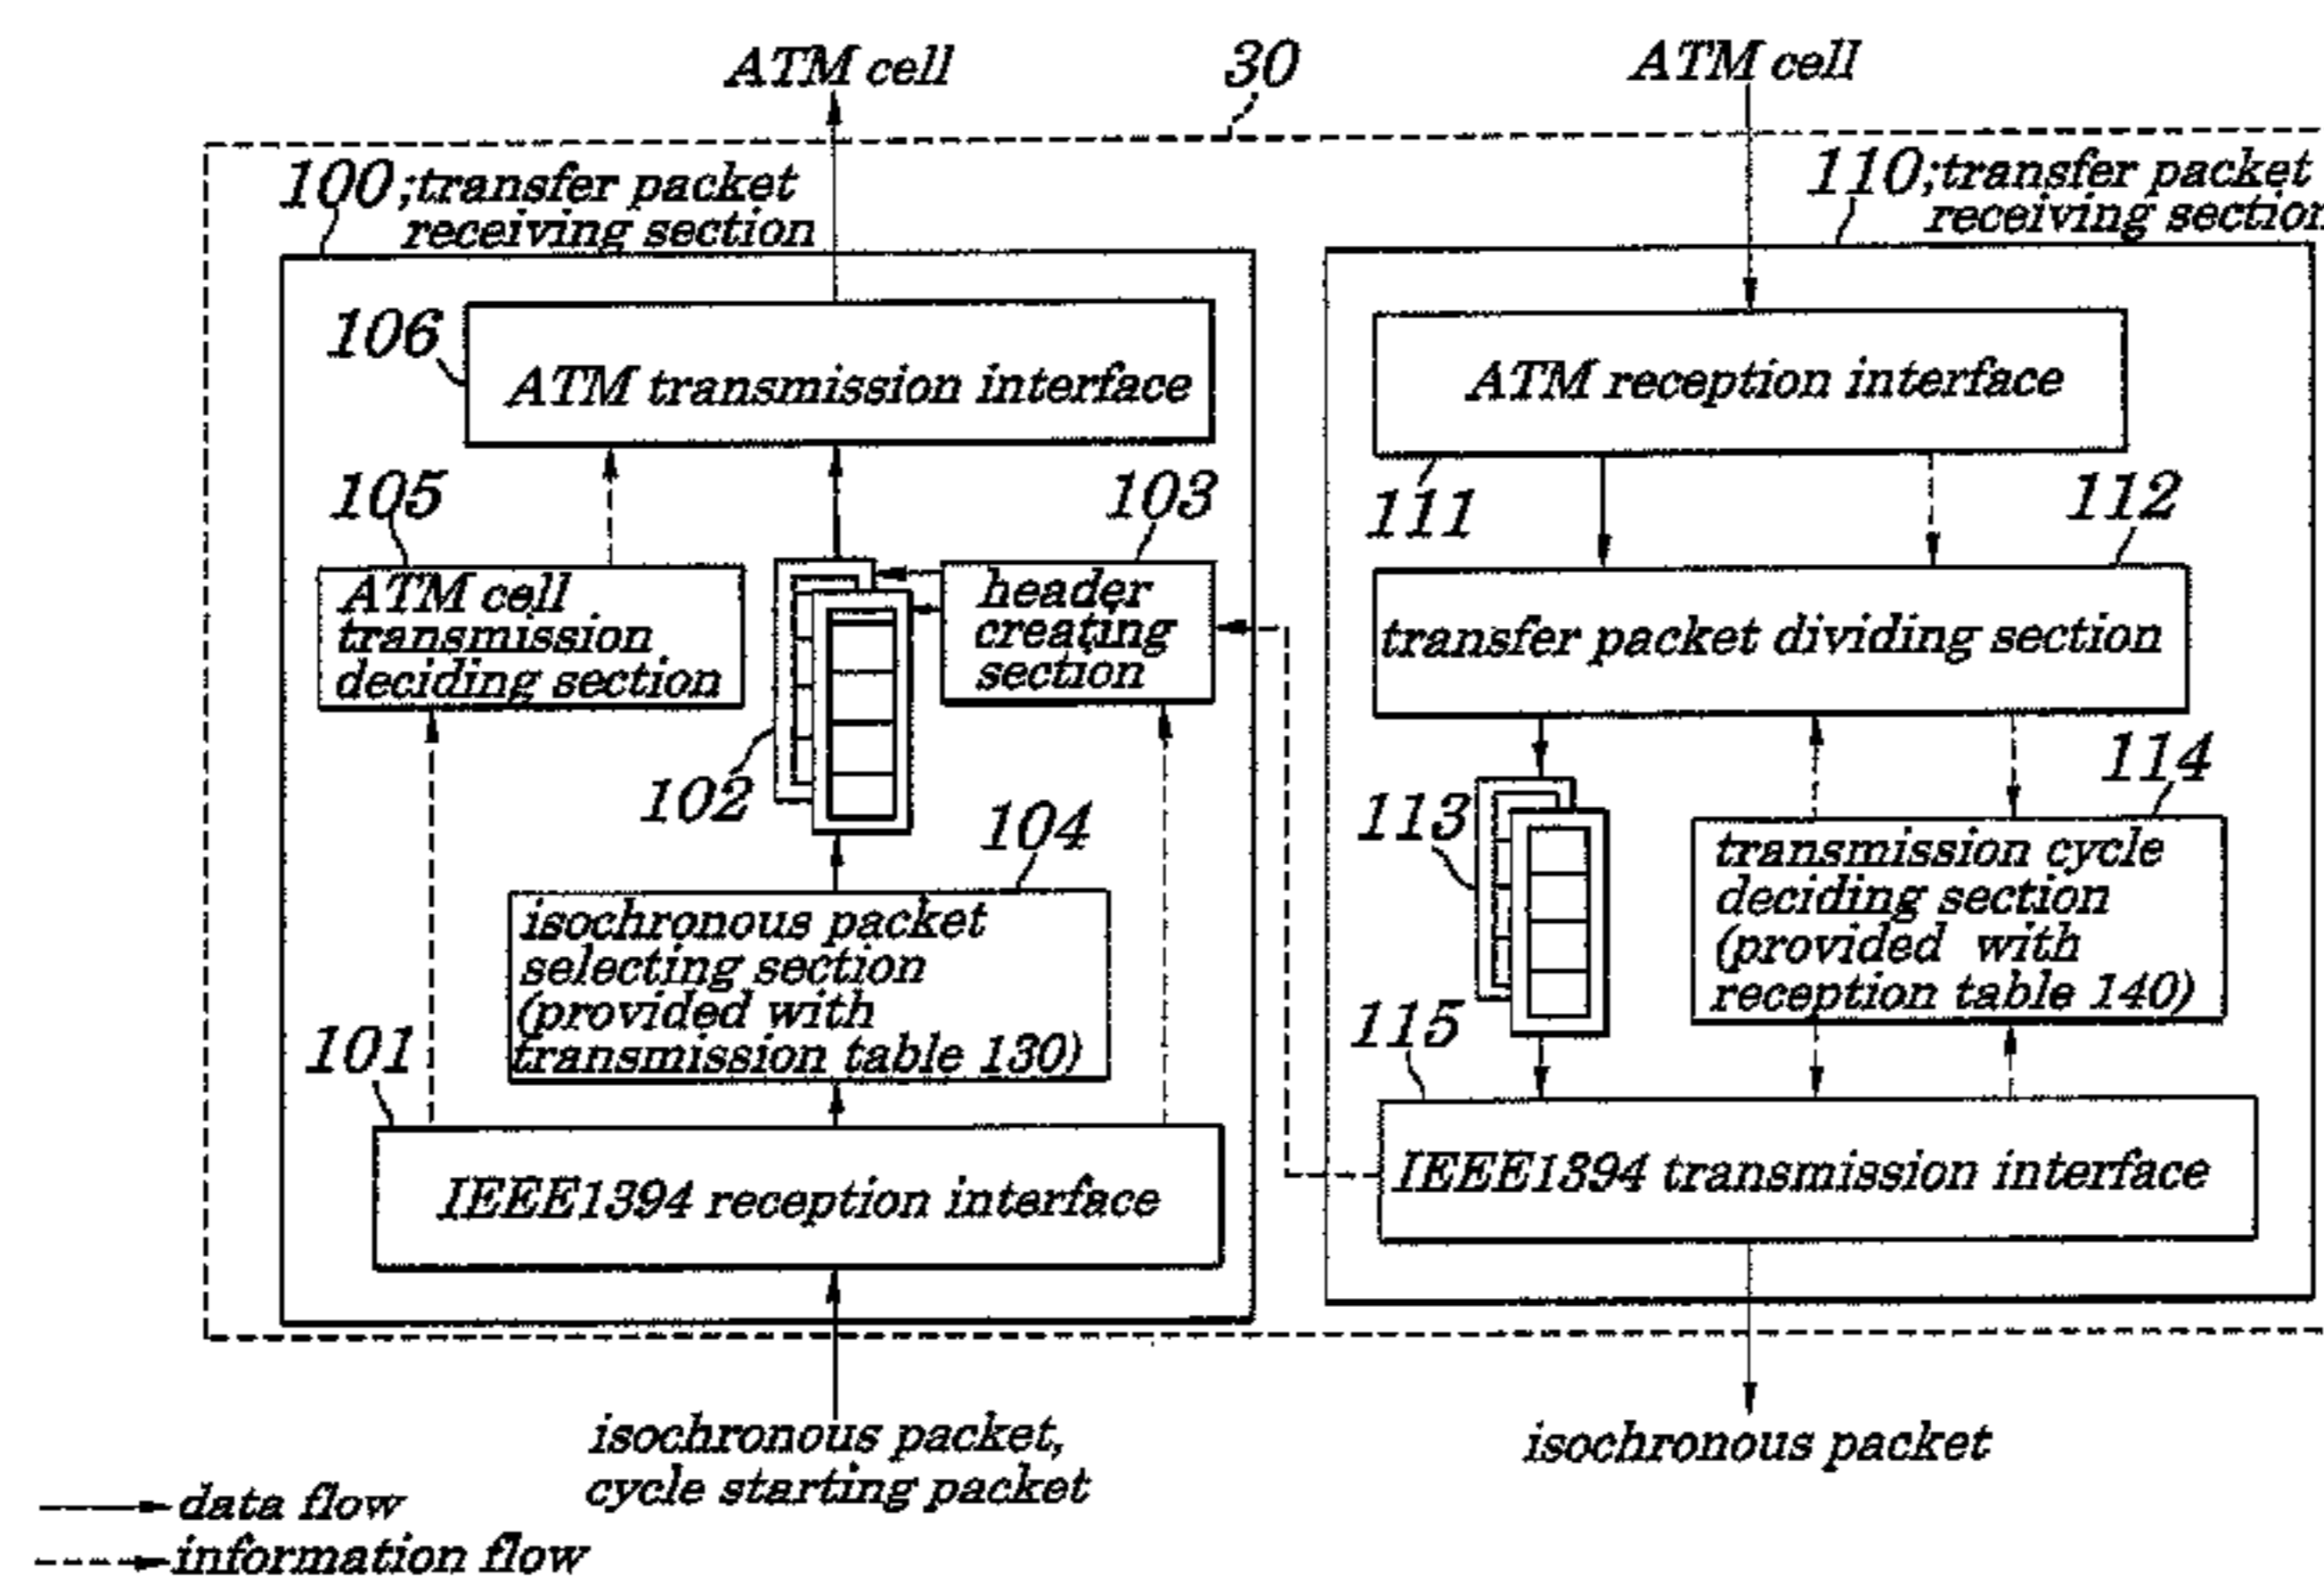 ATM cell
30
ATM cell
100;transfer packet
receiving section
110;transfer packet
receiving section
106
ATM transmission interface
ATM reception interface
105
103
111
112
ATM cell
transmission
deciding section
header
creating
section
transfer packet dividing section
102
104
113
114
isochronous packet
selecting section
(provided with
transmission table 130)
transmission cycle
deciding section
(provided with
reception table 140)
101
115
IEEE1394 reception interface
IEEE1394 transmission interface
isochronous packet,
cycle starting packet
isochronous packet
data flow
information flow